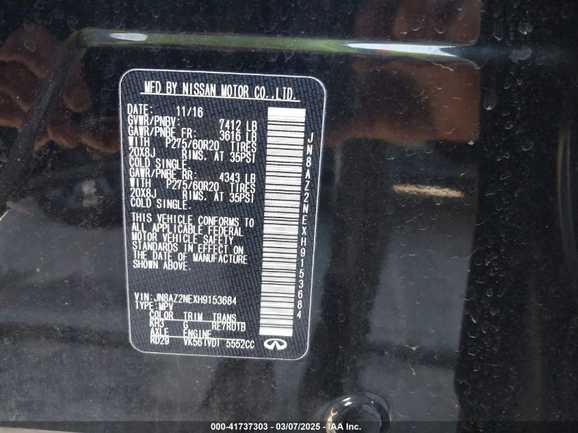 MFD BY NISSAN MOTOR CO.,LTD.
DATE: 11/16
GVWR/PNBV: 7412 LB
GAWR/PNBE FR: 3616 LB
WITH P275/60R20 TIRES
20X8J RIMS. AT 35PSI
COLD SINGLE.
GAWR/PNBE RR: 4343 LB
WITH P275/60R20 TIRES
20X8J RIMS. AT 35PSI
COLD SINGLE.
THIS VEHICLE CONFORMS TO
ALL APPLICABLE FEDERAL
MOTOR VEHICLE SAFETY
STANDARDS IN EFFECT ON
THE DATE OF MANUFACTURE
SHOWN ABOVE.
VIN: JN8AZ2NEXH9153684
TYPE: MPV
COLOR TRIM TRANS
KH3 G RE7R01B
AXLE ENGINE
RD29 VK561VD1 5552CC
JN8AZ2NEXH9153684
INFINITI
000-41737303 — 03/07/2025 — IAA Inc.